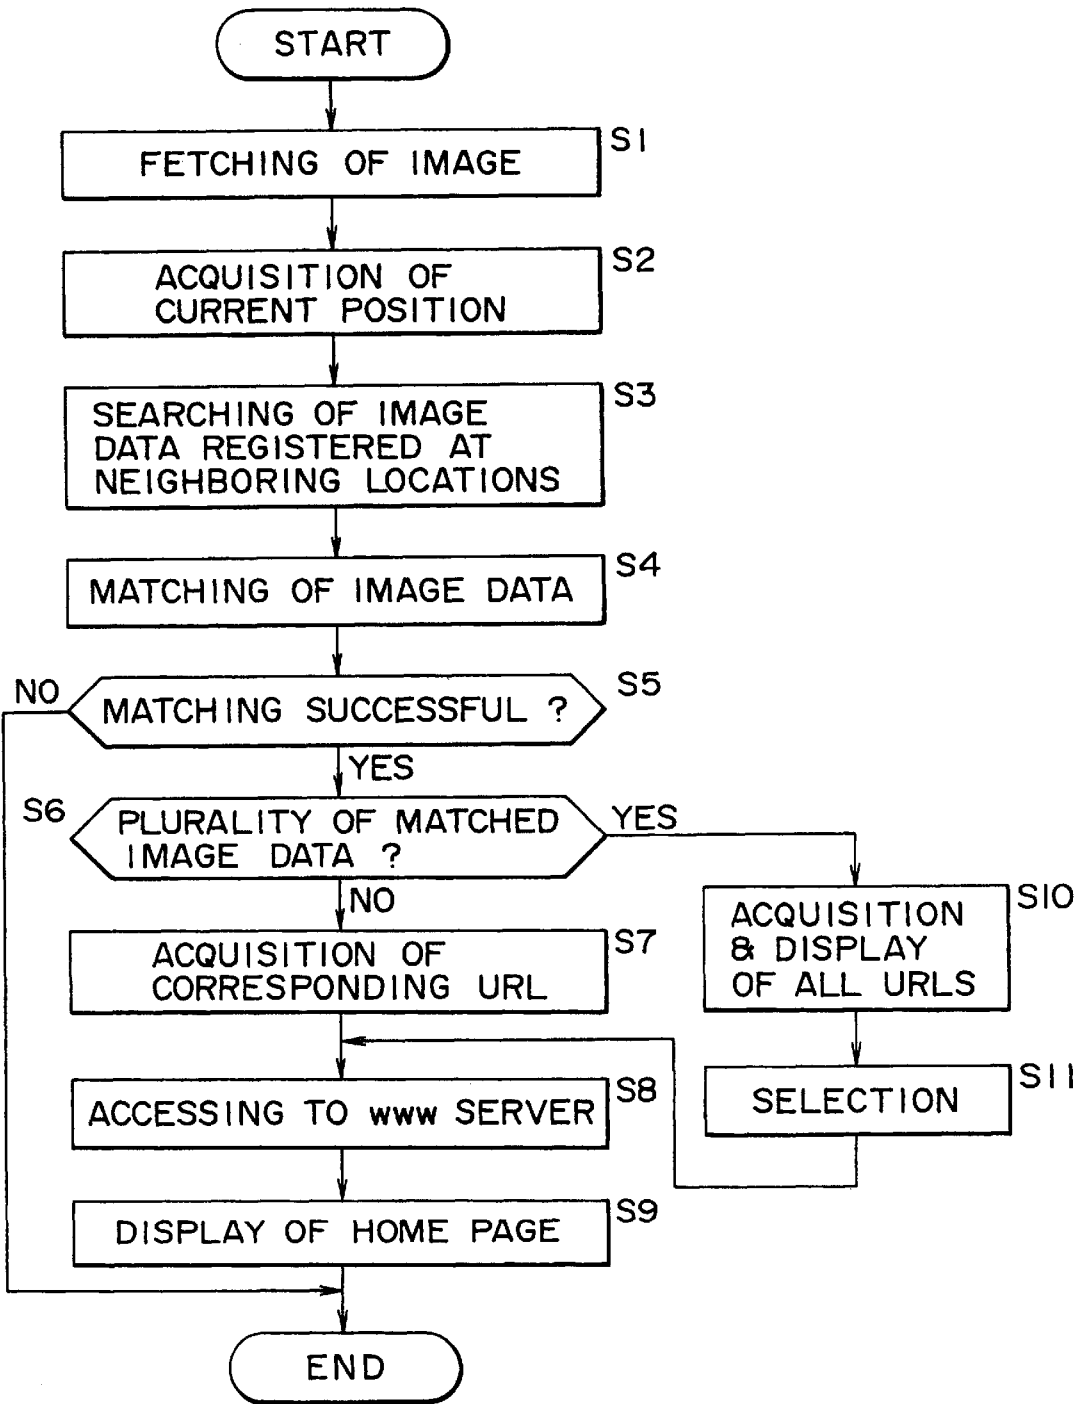 START
S1
FETCHING OF IMAGE
S2
ACQUISITION OF
CURRENT POSITION
S3
SEARCHING OF IMAGE
DATA REGISTERED AT
NEIGHBORING LOCATIONS
S4
MATCHING OF IMAGE DATA
S5
NO
MATCHING SUCCESSFUL ?
YES
S6
PLURALITY OF MATCHED
IMAGE DATA ?
YES
NO
S7
ACQUISITION OF
CORRESPONDING URL
S10
ACQUISITION
& DISPLAY
OF ALL URLS
S11
SELECTION
S8
ACCESSING TO WWW SERVER
S9
DISPLAY OF HOME PAGE
END